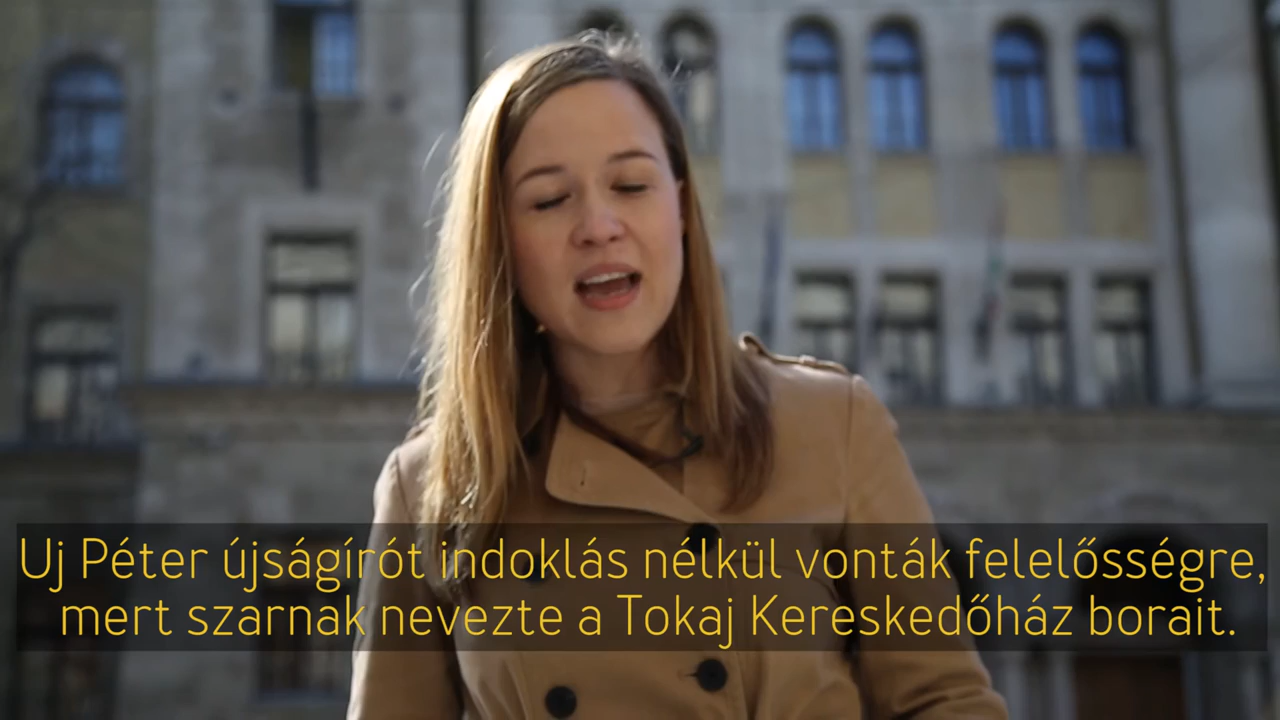 Uj Péter újságírót indoklás nélkül vonták felelősségre,
mert szarnak nevezte a Tokaj Kereskedőház borait.